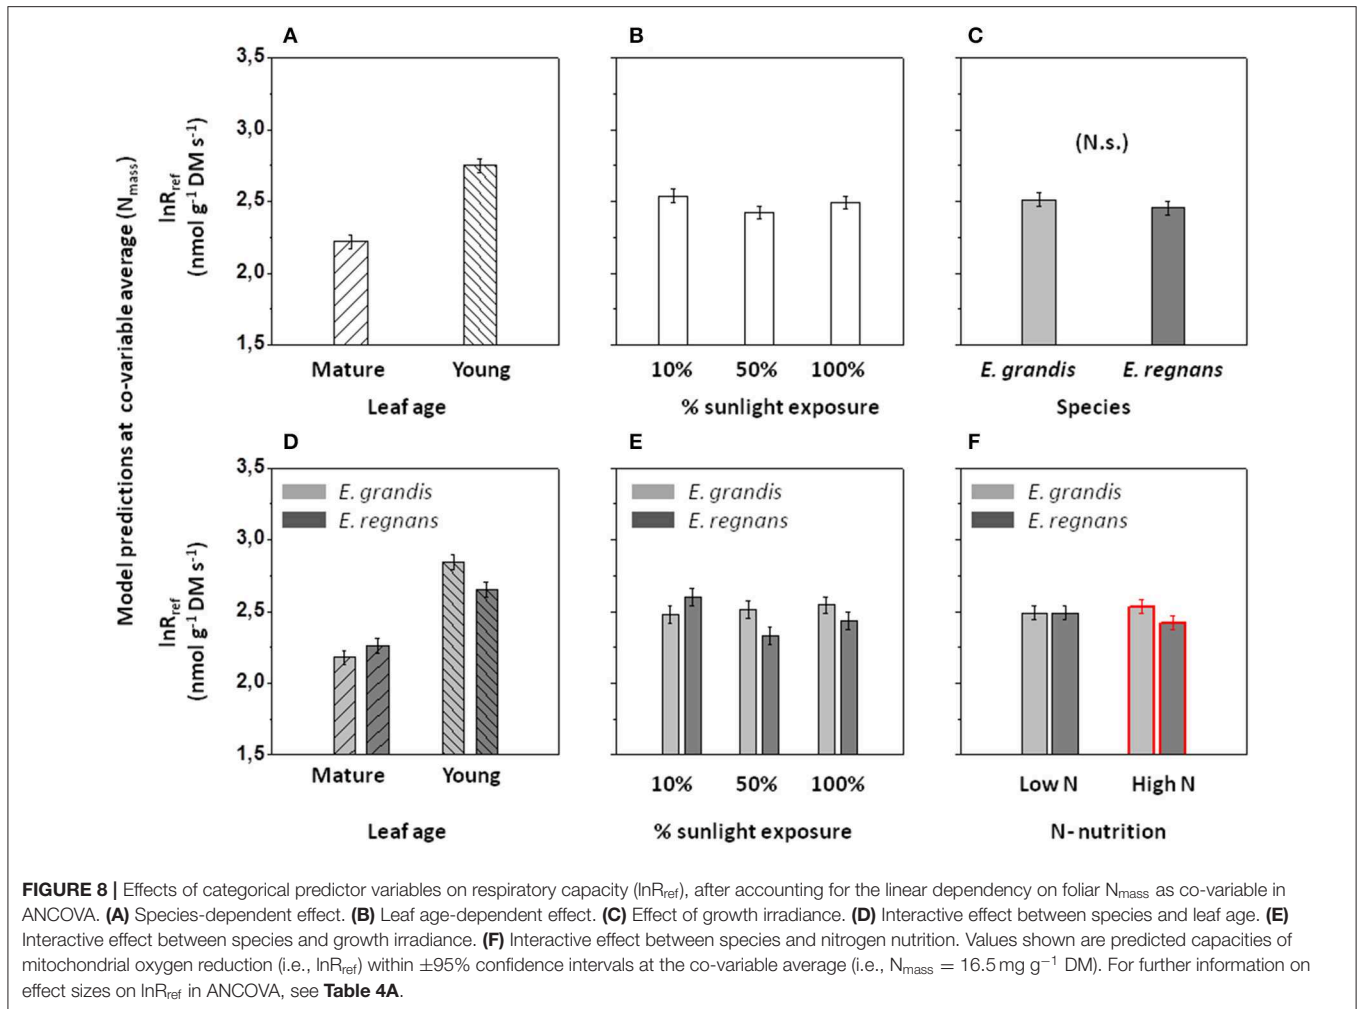 A
B
C
Model predictions at co-variable average (Nmass)
lnRref
(nmol g-1 DM s-1)
3,5
3,0
2,5
2,0
1,5
(N.s.)
Mature Young
10% 50% 100%
E. grandis E. regnans
Leaf age
% sunlight exposure
Species
D
E
F
lnRref
(nmol g-1 DM s-1)
3,5
3,0
2,5
2,0
1,5
E. grandis
E. regnans
E. grandis
E. regnans
E. grandis
E. regnans
Mature Young
10% 50% 100%
Low N High N
Leaf age
% sunlight exposure
N- nutrition
FIGURE 8 | Effects of categorical predictor variables on respiratory capacity (lnRref), after accounting for the linear dependency on foliar Nmass as co-variable in
ANCOVA. (A) Species-dependent effect. (B) Leaf age-dependent effect. (C) Effect of growth irradiance. (D) Interactive effect between species and leaf age. (E)
Interactive effect between species and growth irradiance. (F) Interactive effect between species and nitrogen nutrition. Values shown are predicted capacities of
mitochondrial oxygen reduction (i.e., lnRref) within ±95% confidence intervals at the co-variable average (i.e., Nmass = 16.5 mg g−1 DM). For further information on
effect sizes on lnRref in ANCOVA, see Table 4A.